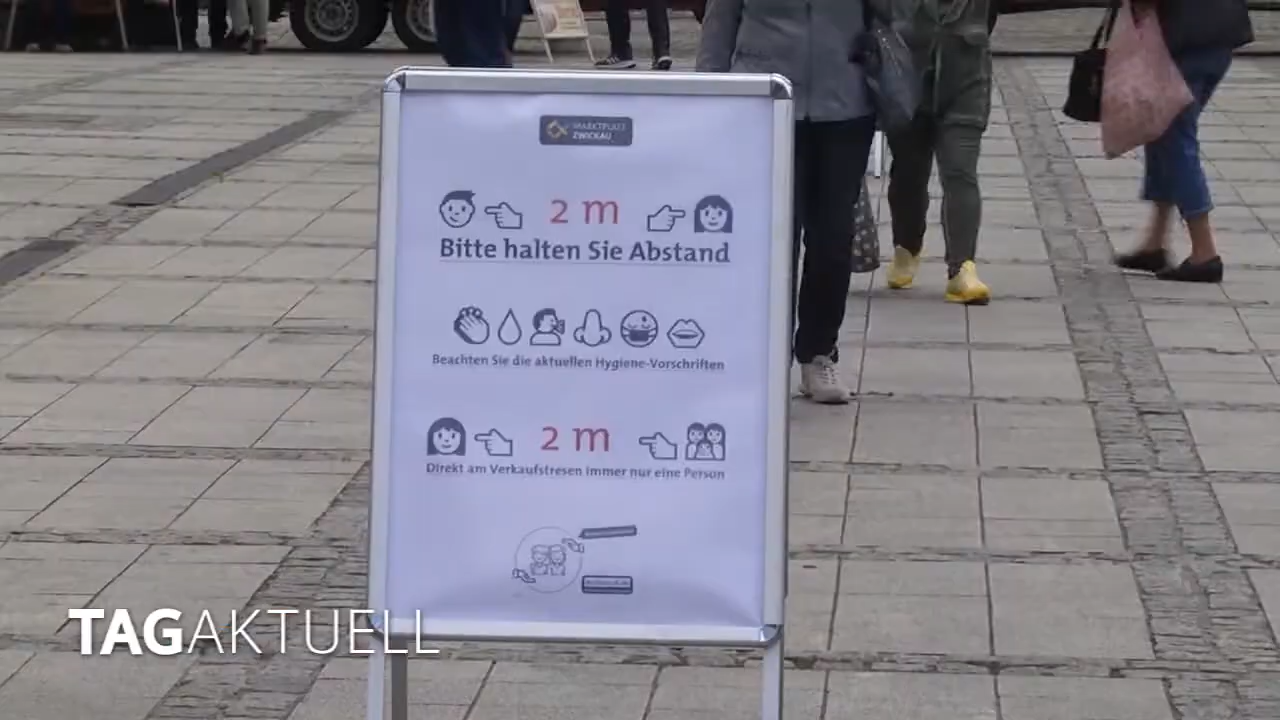 MARKTPLATZ
ZWICKAU
2 m
Bitte halten Sie Abstand
Beachten Sie die aktuellen Hygiene-Vorschriften
2 m
Direkt am Verkaufstresen immer nur eine Person
TAGAKTUELL